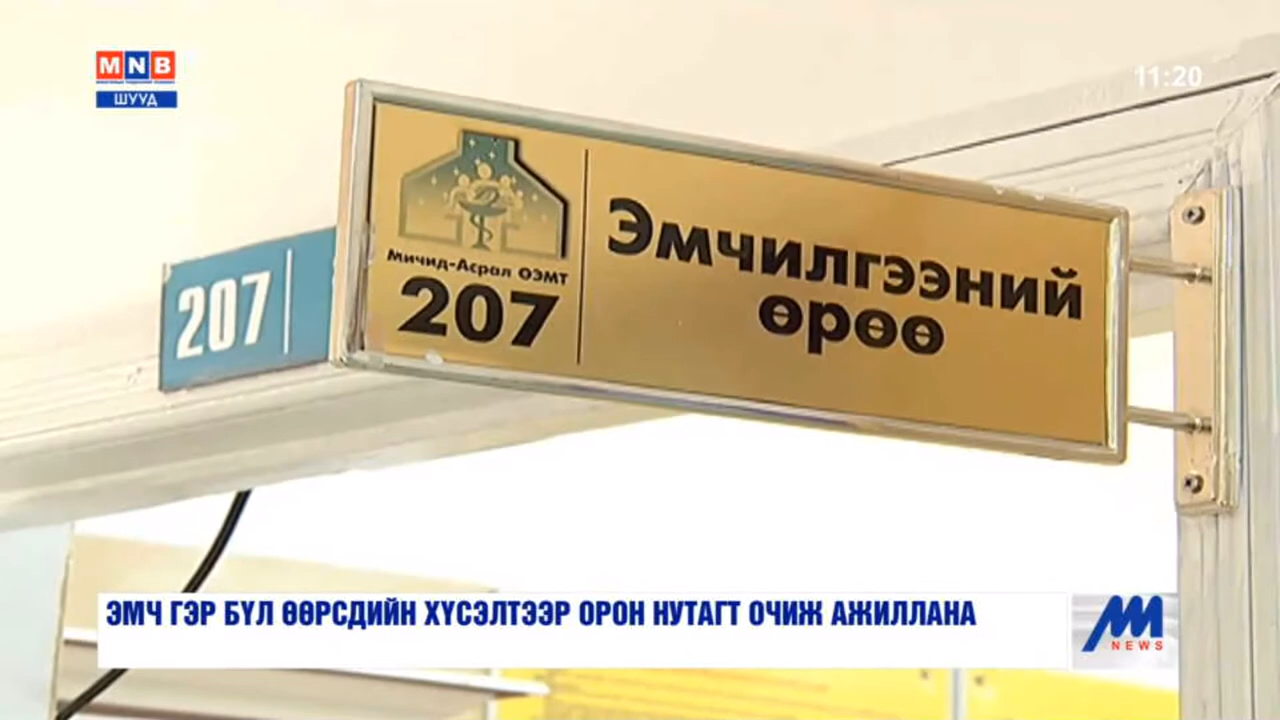 MNB
ШУУД
11:20
207
Мичид-Асрал ӨЭМТ
207
Эмчилгээний
өрөө
ЭМЧ ГЭР БҮЛ ӨӨРСДИЙН ХҮСЭЛТЭЭР ОРОН НУТАГТ ОЧИЖ АЖИЛЛАНА
NEWS